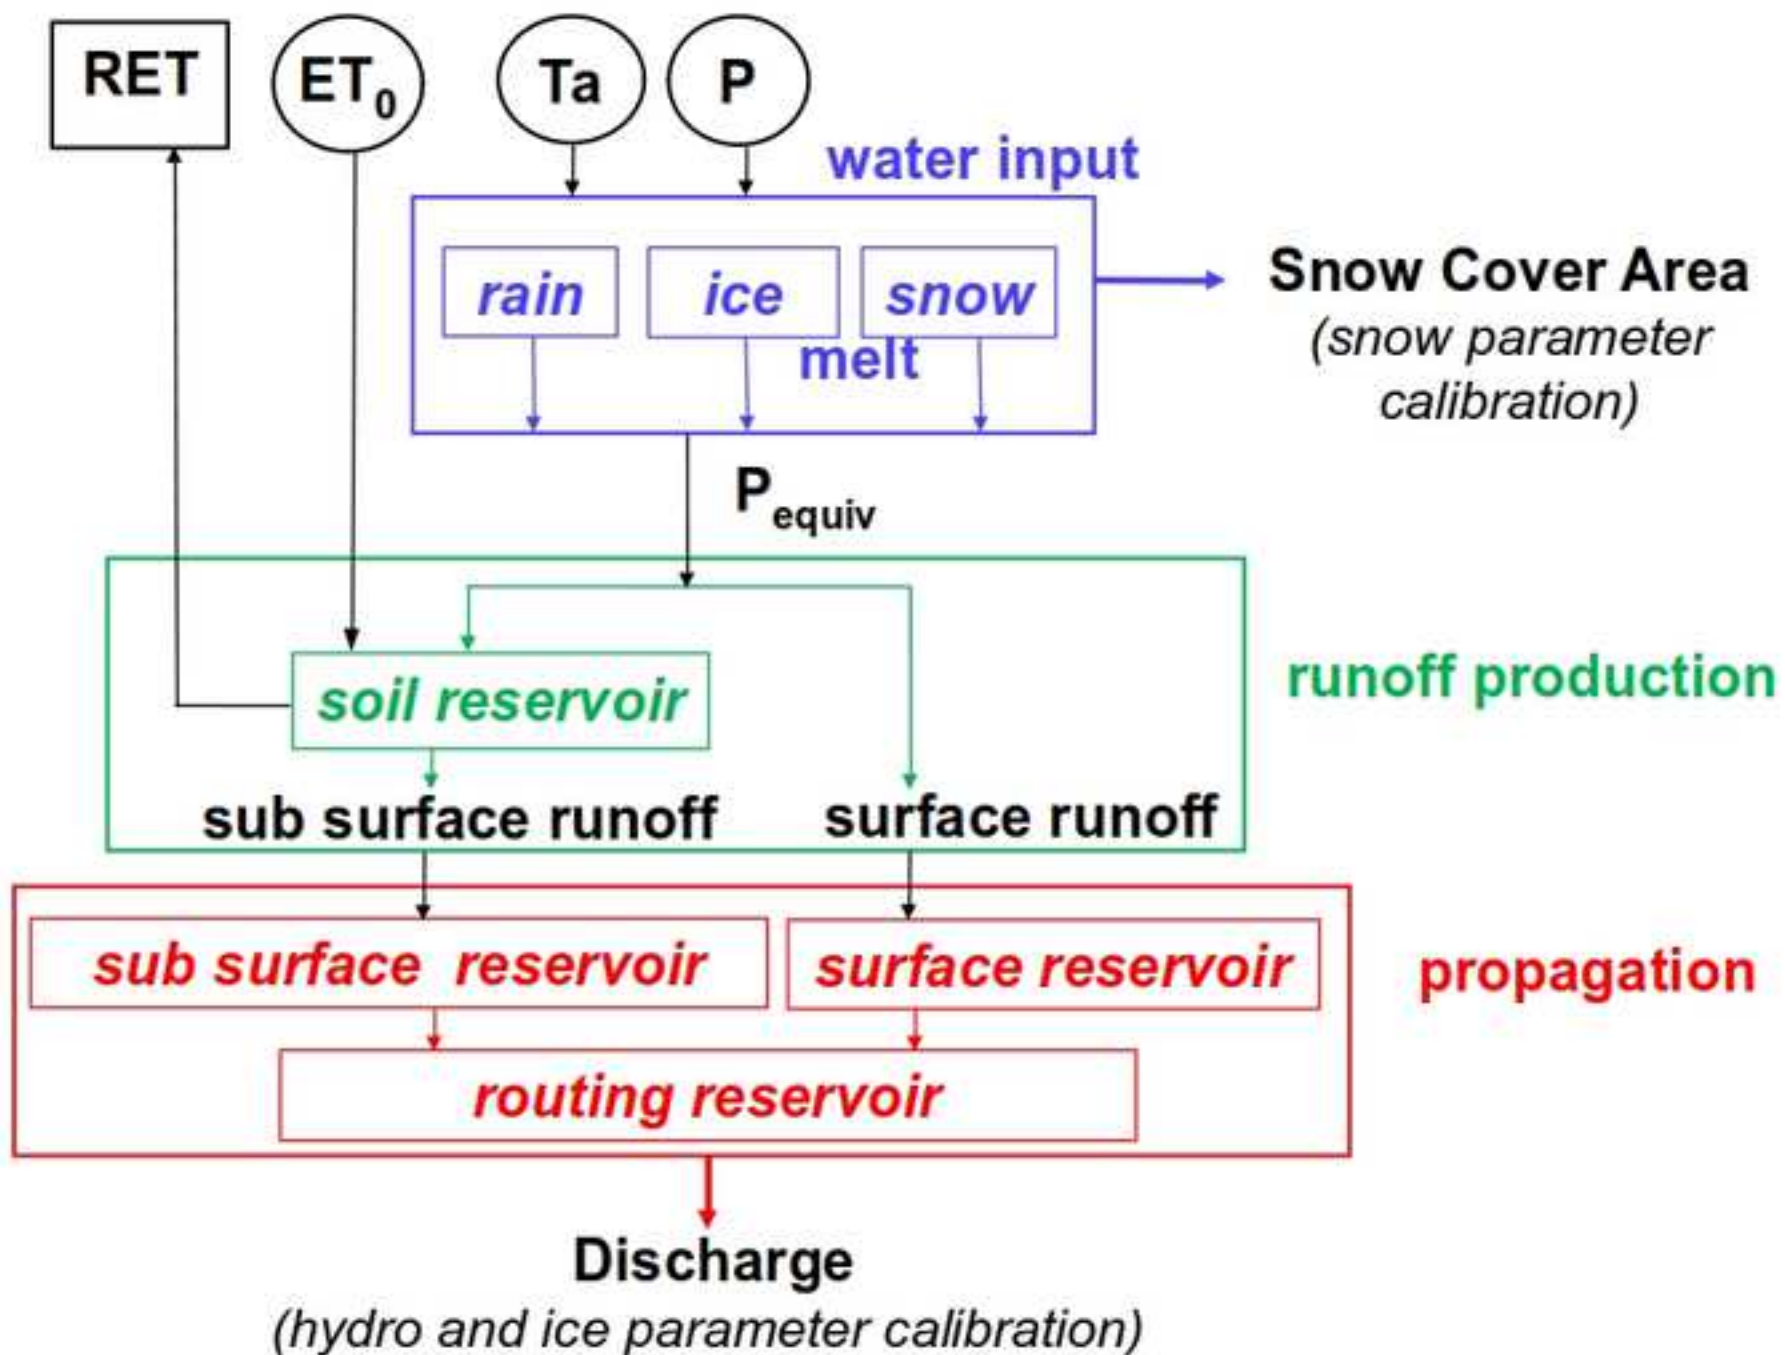 RET
ET0
Ta
P
water input
rain
ice
snow
melt
Snow Cover Area
(snow parameter
calibration)
Pequiv
soil reservoir
runoff production
sub surface runoff
surface runoff
sub surface reservoir
surface reservoir
propagation
routing reservoir
Discharge
(hydro and ice parameter calibration)